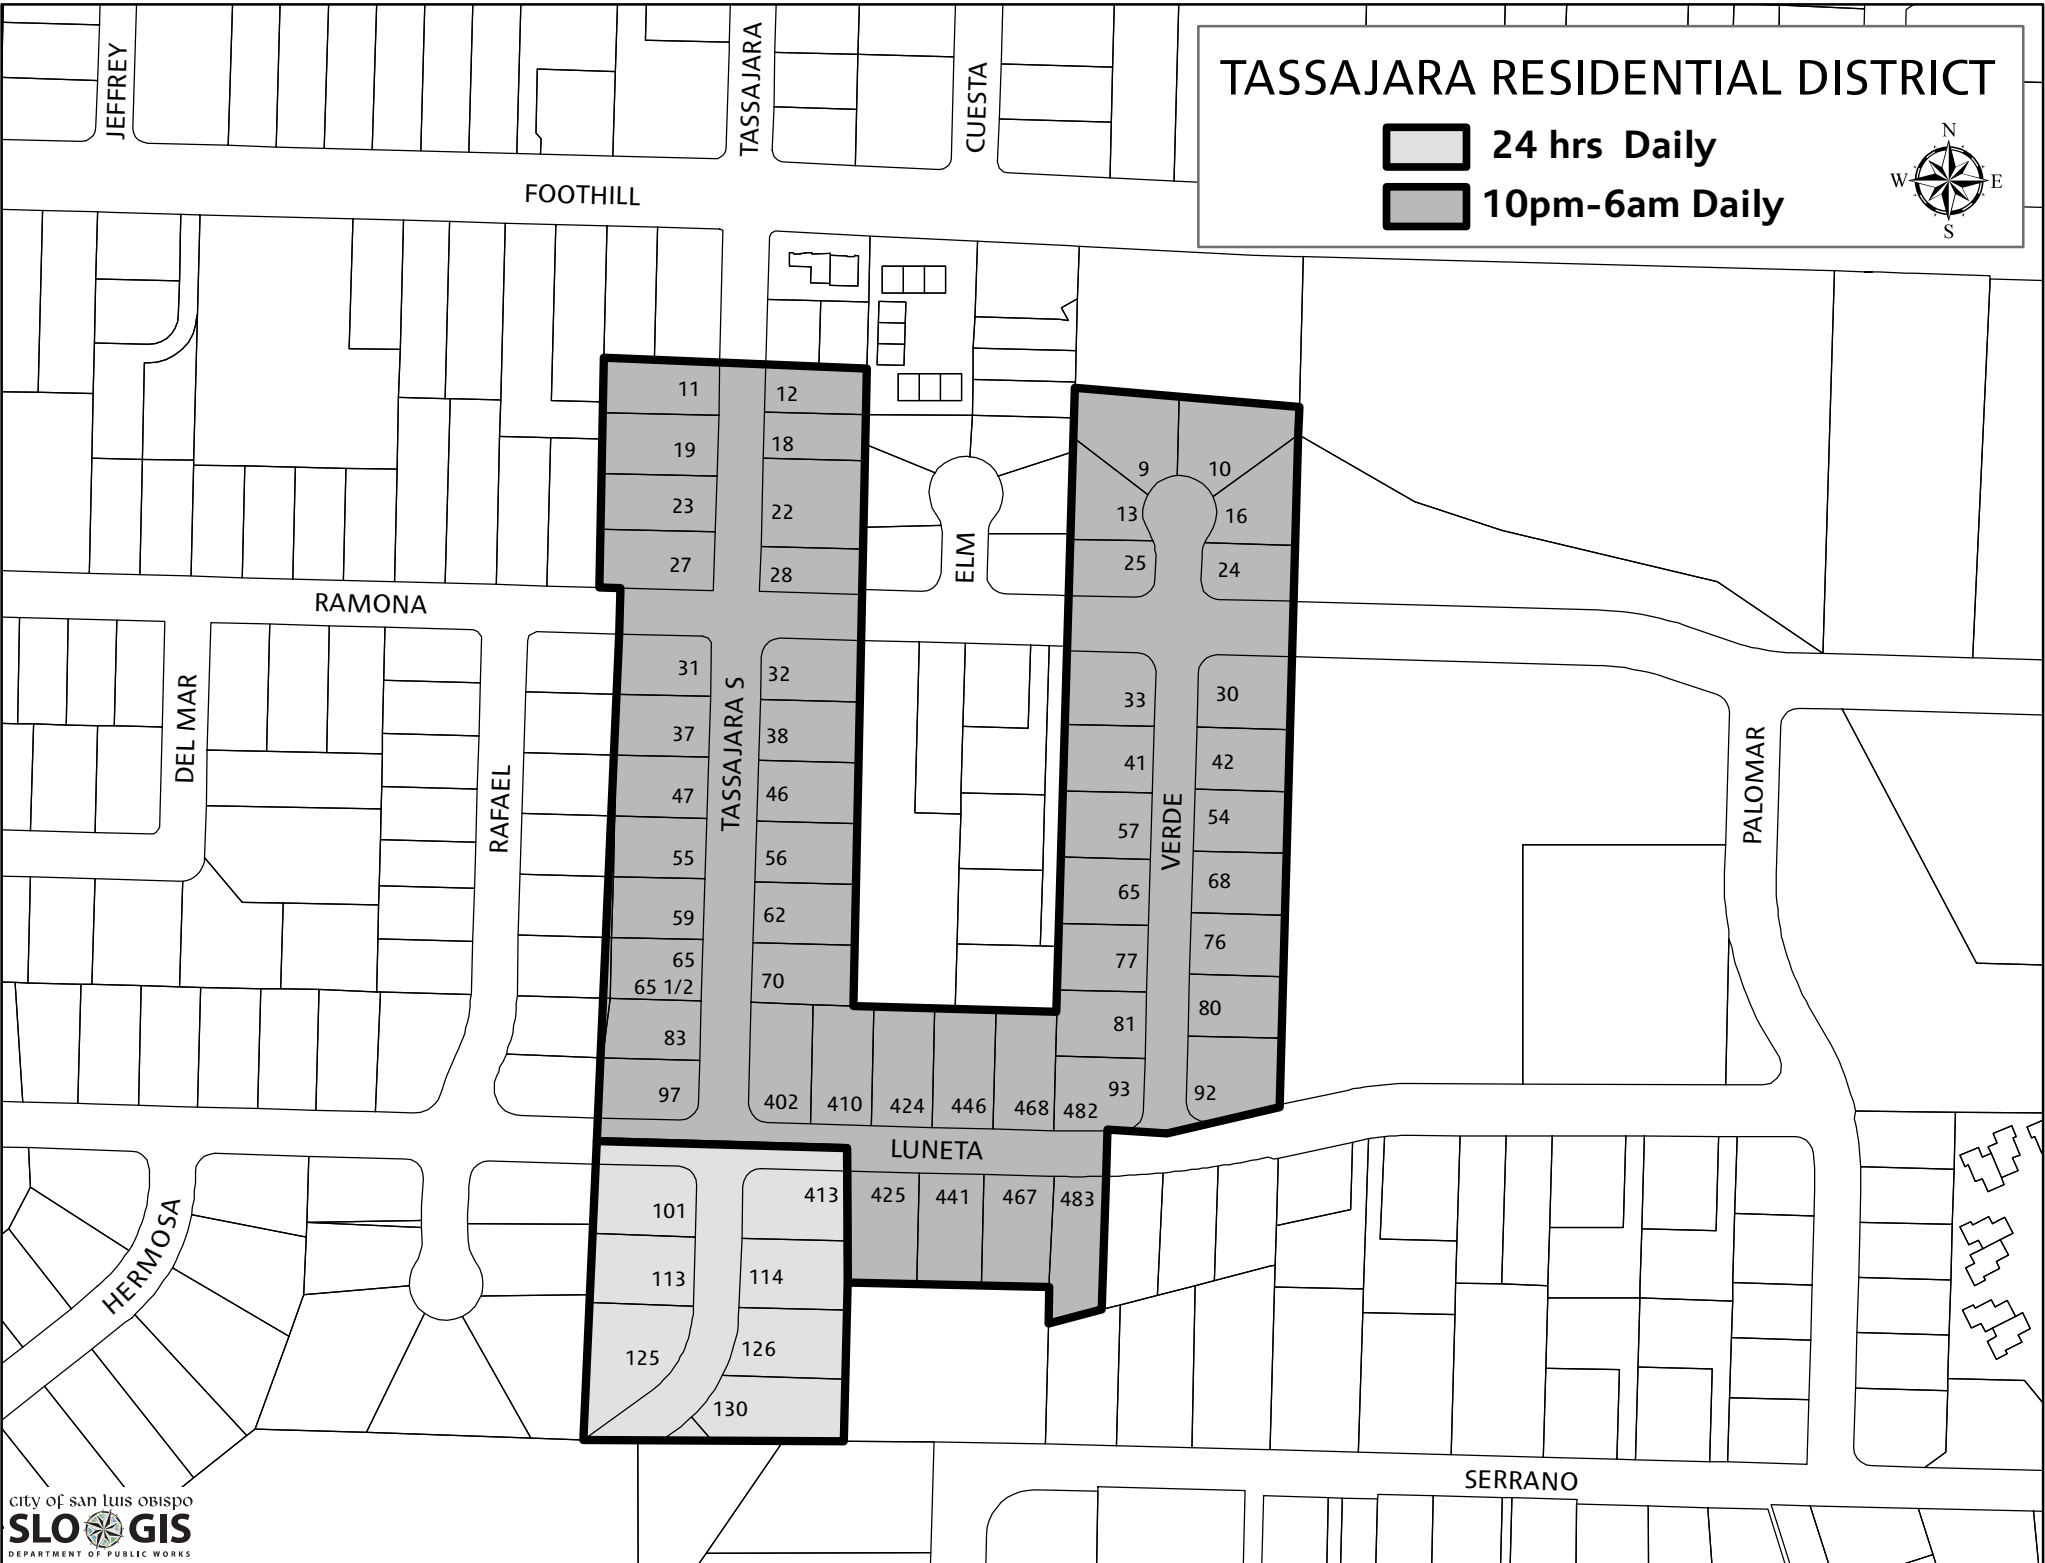 TASSAJARA RESIDENTIAL DISTRICT
24 hrs Daily
10pm-6am Daily
N
W
E
S
JEFFREY
TASSAJARA
CUESTA
FOOTHILL
11
12
19
18
23
22
27
28
9
10
13
16
25
24
ELM
RAMONA
31
32
33
30
37
38
41
42
47
46
57
54
55
56
65
68
59
62
77
76
65
65 1/2
70
81
80
83
97
93
92
DEL MAR
RAFAEL
TASSAJARA S
VERDE
PALOMAR
402
410
424
446
468
482
LUNETA
101
413
425
441
467
483
113
114
125
126
130
HERMOSA
SERRANO
city of san luis obispo
SLO GIS
DEPARTMENT OF PUBLIC WORKS